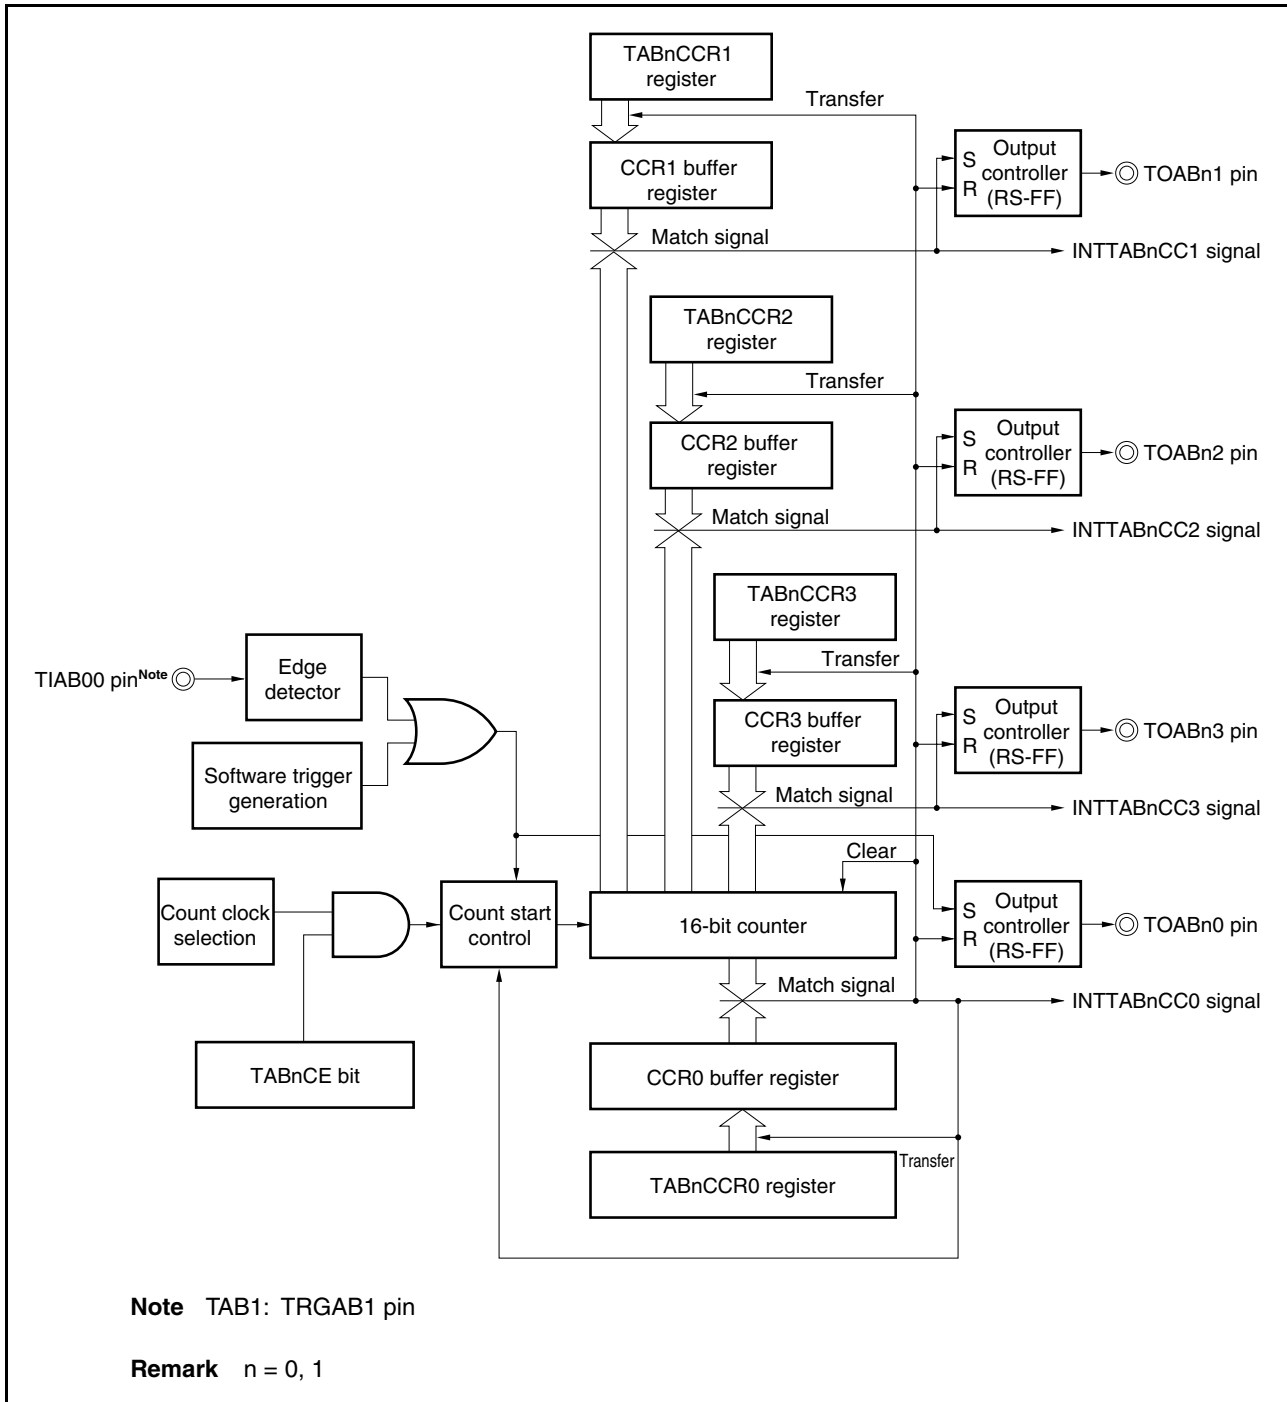 TABnCCR1
register
Transfer
CCR1 buffer
register
S
R
Output
controller
(RS-FF)
TOABn1 pin
Match signal
INTTABnCC1 signal
TABnCCR2
register
Transfer
CCR2 buffer
register
S
R
Output
controller
(RS-FF)
TOABn2 pin
Match signal
INTTABnCC2 signal
TABnCCR3
register
Transfer
TIAB00 pinNote
Edge
detector
CCR3 buffer
register
S
R
Output
controller
(RS-FF)
TOABn3 pin
Software trigger
generation
Match signal
INTTABnCC3 signal
Clear
Count clock
selection
Count start
control
16-bit counter
S
R
Output
controller
(RS-FF)
TOABn0 pin
Match signal
INTTABnCC0 signal
TABnCE bit
CCR0 buffer register
Transfer
TABnCCR0 register
Note TAB1: TRGAB1 pin
Remark n = 0, 1